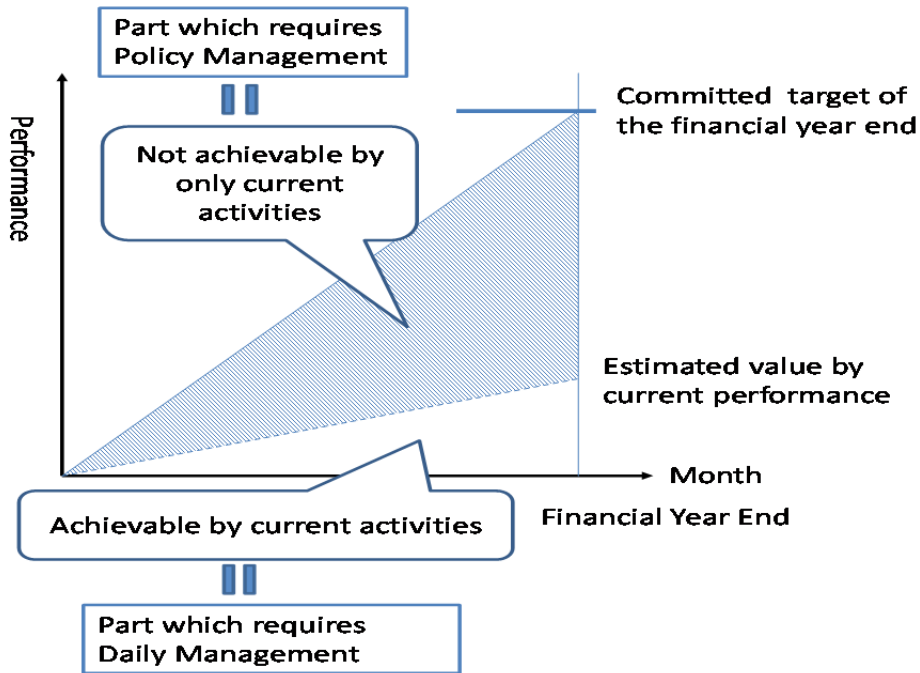 Part which requires
Policy Management
Performance
Committed target of
the financial year end
Not achievable by
only current
activities
Estimated value by
current performance
Month
Achievable by current activities
Financial Year End
Part which requires
Daily Management